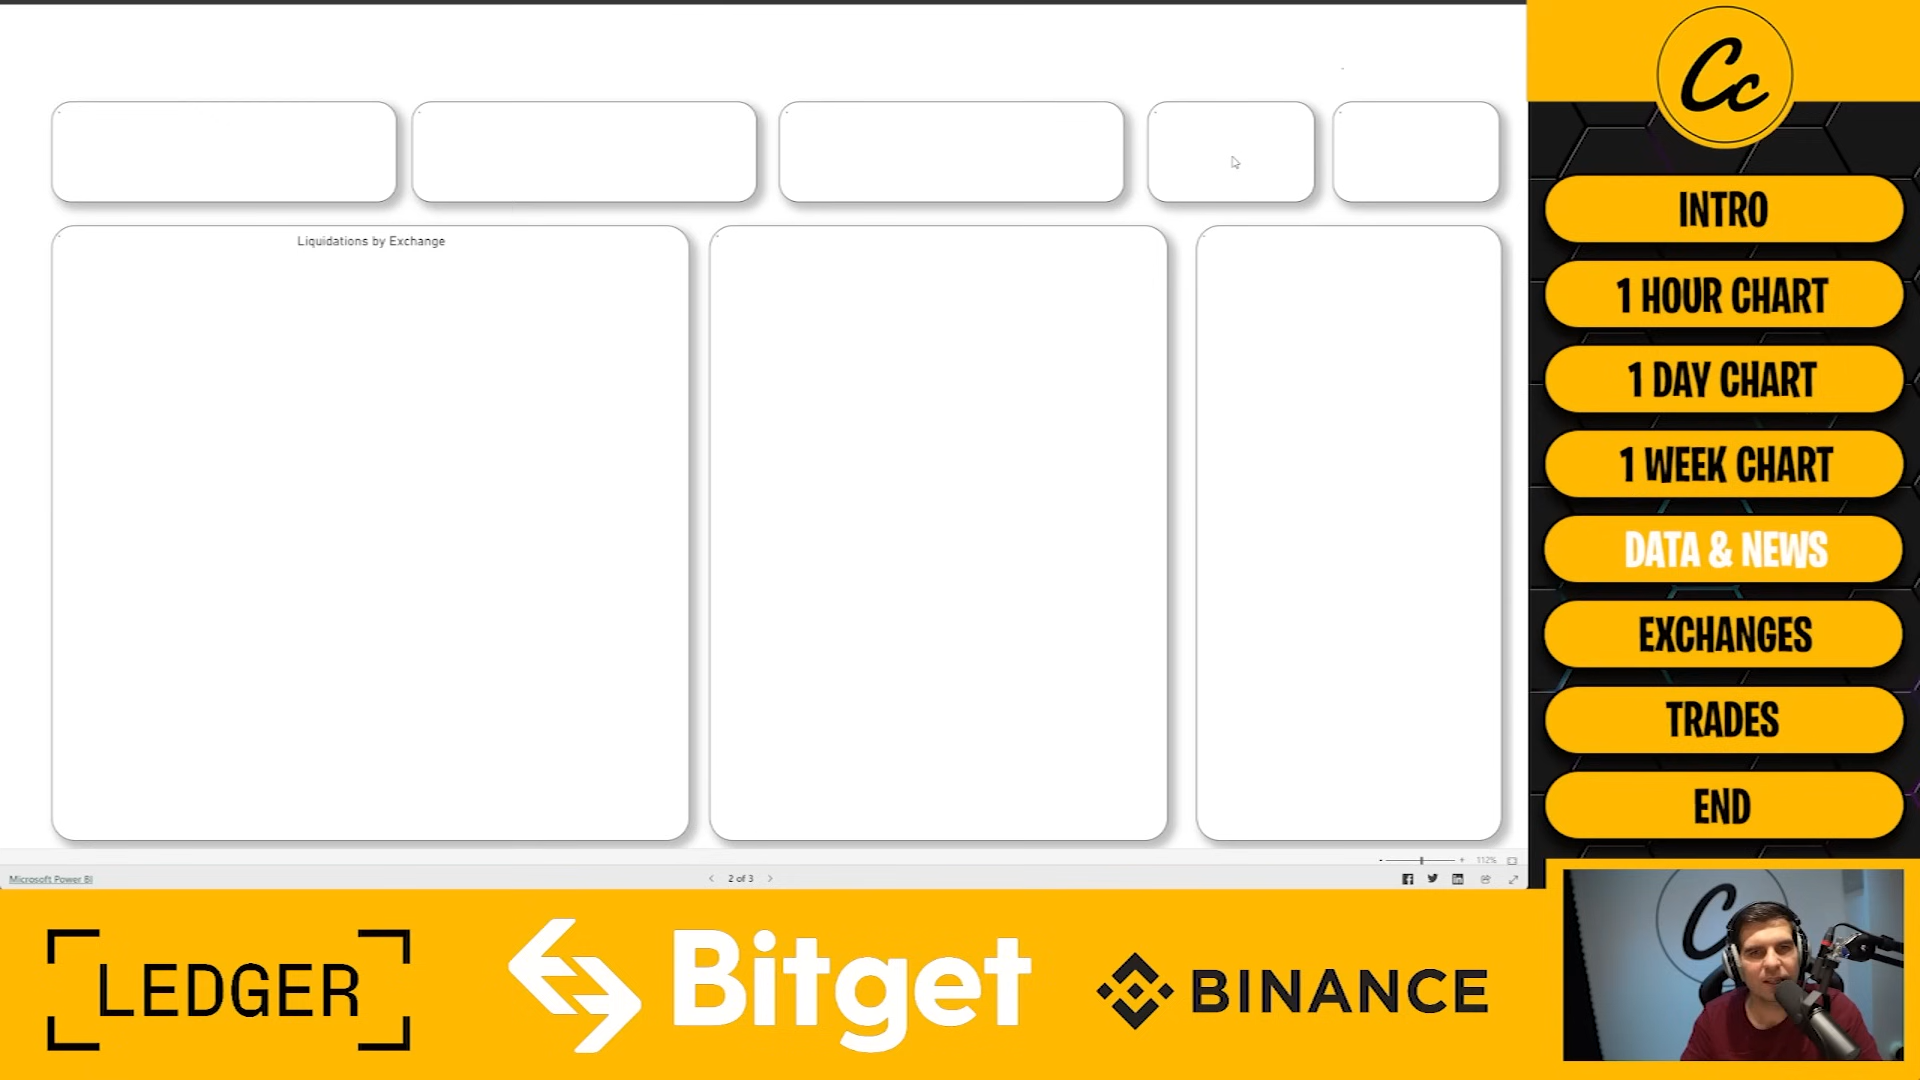 Cc
INTRO
1 HOUR CHART
1 DAY CHART
1 WEEK CHART
DATA & NEWS
EXCHANGES
TRADES
END
Liquidations by Exchange
112%
Microsoft Power BI
2 of 3
LEDGER
Bitget
BINANCE